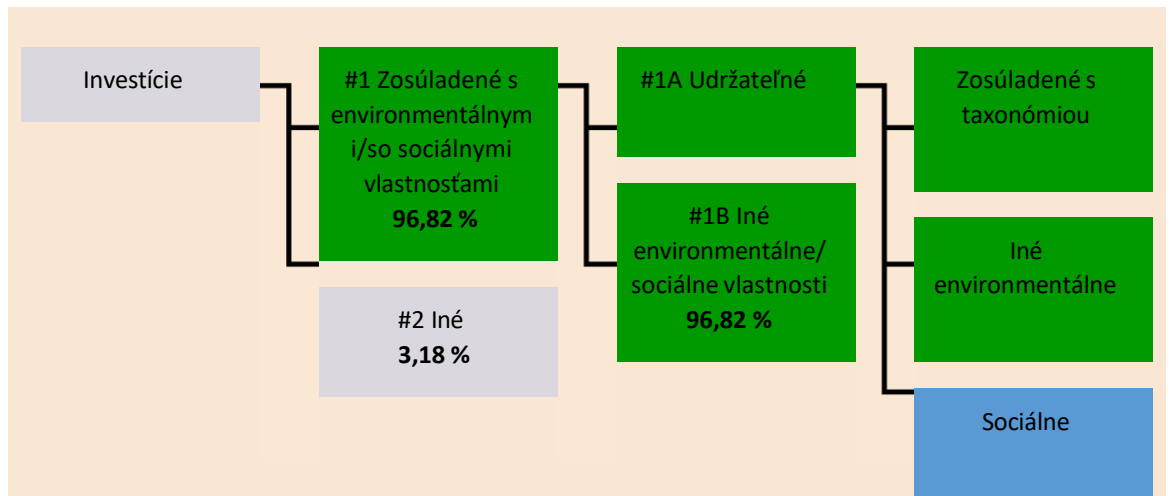 Investície
#1 Zosúladené s
environmentálnym
i/so sociálnymi
vlastnosťami
96,82 %
#2 Iné
3,18 %
#1A Udržateľné
#1B Iné
environmentálne/
sociálne vlastnosti
96,82 %
Zosúladené s
taxonómiou
Iné
environmentálne
Sociálne